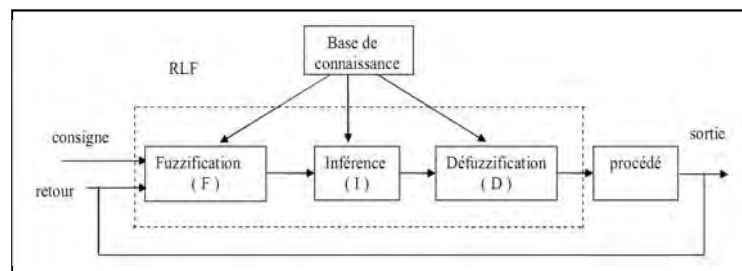 Base de
connaissance
RLF
consigne
retour
Fuzzification
( F )
Inférence
( I )
Défuzzification
( D )
procédé
sortie